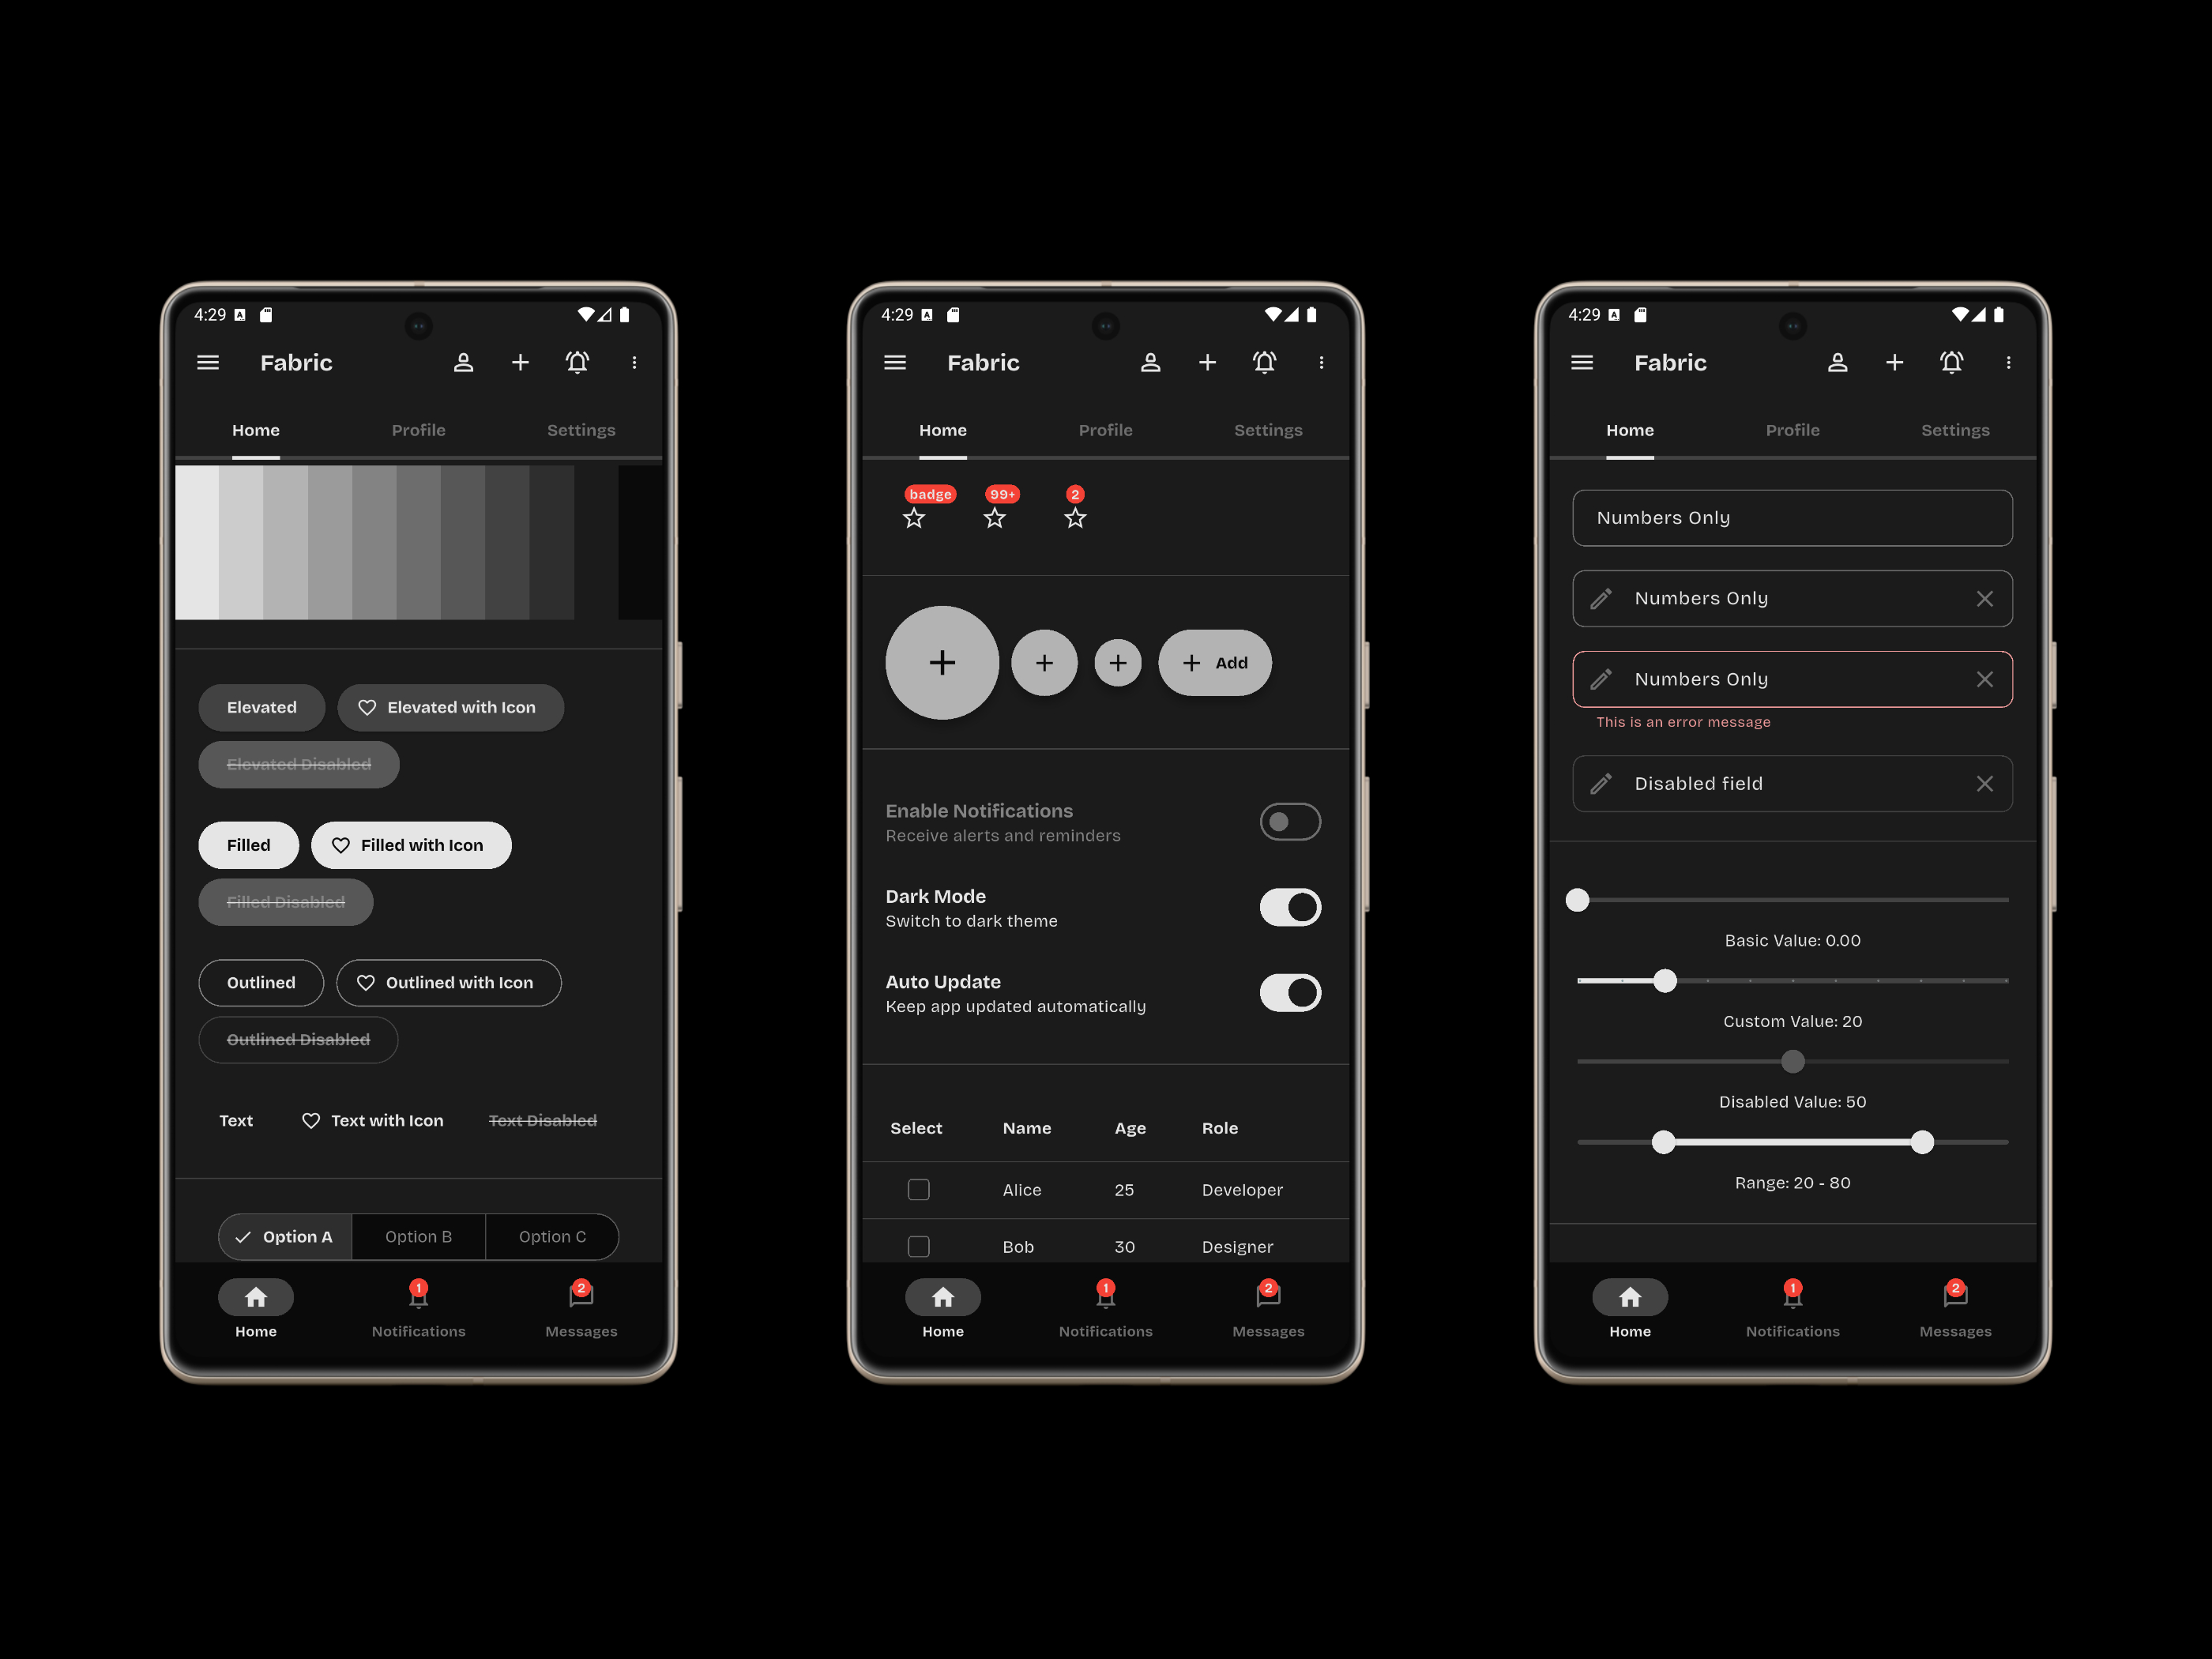 4:29
Fabric
Home Profile Settings
Elevated Elevated with Icon
Elevated Disabled
Filled Filled with Icon
Filled Disabled
Outlined Outlined with Icon
Outlined Disabled
Text Text with Icon Text Disabled
Option A Option B Option C
1 2
Home Notifications Messages
4:29
Fabric
Home Profile Settings
badge 99+ 2
Add
Enable Notifications
Receive alerts and reminders
Dark Mode
Switch to dark theme
Auto Update
Keep app updated automatically
Select Name Age Role
Alice 25 Developer
Bob 30 Designer
1 2
Home Notifications Messages
4:29
Fabric
Home Profile Settings
Numbers Only
Numbers Only
Numbers Only
This is an error message
Disabled field
Basic Value: 0.00
Custom Value: 20
Disabled Value: 50
Range: 20 - 80
1 2
Home Notifications Messages